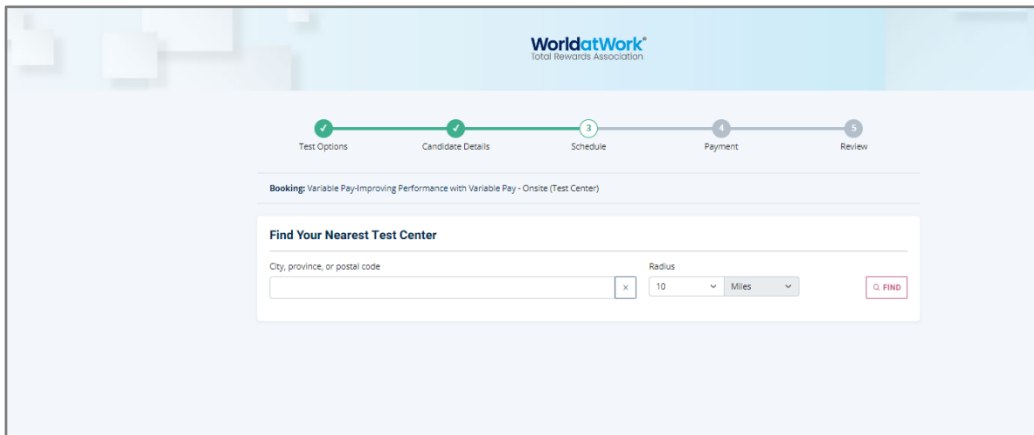 WorldatWork®
Total Rewards Association
3 4 5
Test Options Candidate Details Schedule Payment Review
Booking: Variable Pay-Improving Performance with Variable Pay - Onsite (Test Center)
Find Your Nearest Test Center
City, province, or postal code Radius
× 10 Miles FIND